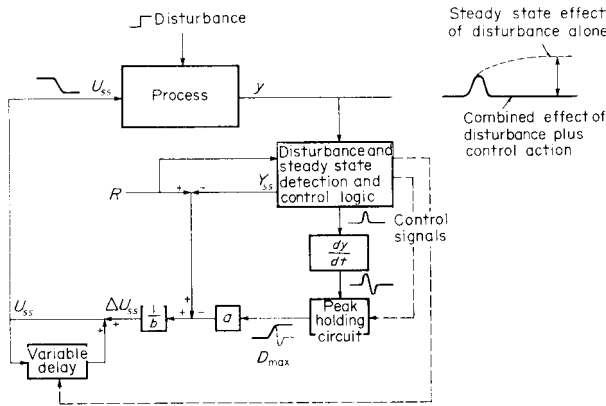 Disturbance
Steady state effect
of disturbance alone
U_ss
Process
y
Combined effect of
disturbance plus
control action
Disturbance and
steady state
detection and
control logic
R
+ -
Y_ss
Control
signals
dy
dt
+
-
U_ss
ΔU_ss
1
b
a
Peak
holding
circuit
+ +
D_max
Variable
delay